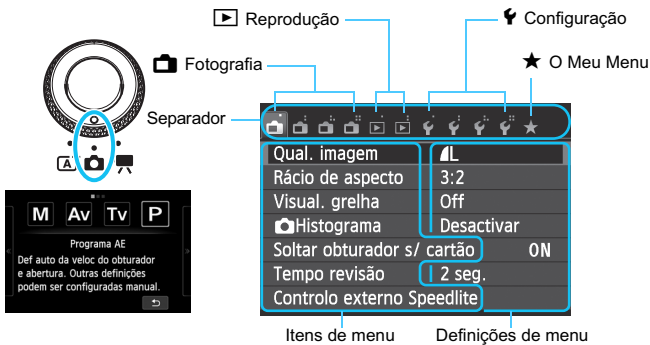 Reprodução
Configuração
Fotografia
O Meu Menu
Separador
A
Qual. imagem L
Rácio de aspecto 3:2
Visual. grelha Off
Histograma Desactivar
Soltar obturador s/ cartão ON
Tempo revisão 2 seg.
Controlo externo Speedlite
M Av Tv P
Programa AE
Def auto da veloc do obturador
e abertura. Outras definições
podem ser configuradas manual.
Itens de menu
Definições de menu